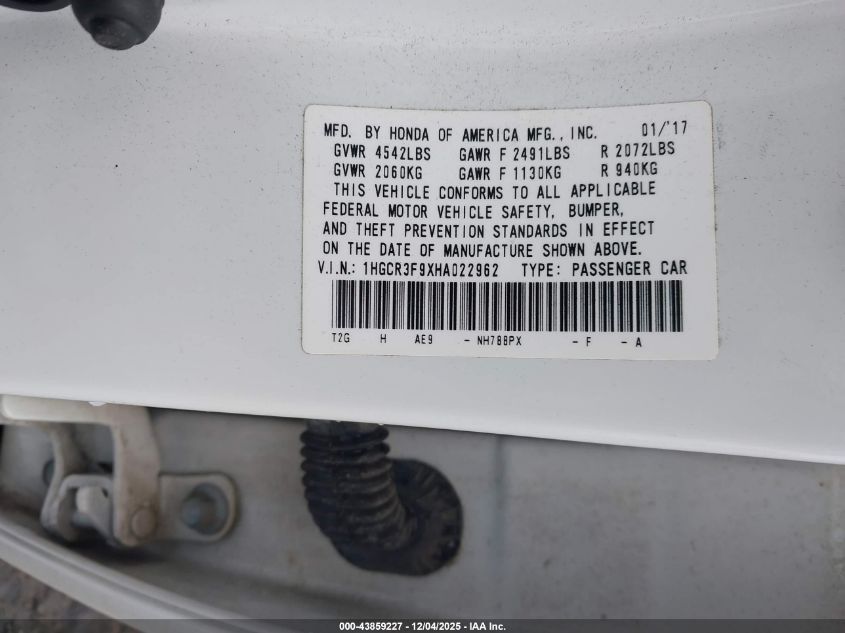 MFD. BY HONDA OF AMERICA MFG., INC. 01/'17
GVWR 4542LBS GAWR F 2491LBS R 2072LBS
GVWR 2060KG GAWR F 1130KG R 940KG
THIS VEHICLE CONFORMS TO ALL APPLICABLE
FEDERAL MOTOR VEHICLE SAFETY, BUMPER,
AND THEFT PREVENTION STANDARDS IN EFFECT
ON THE DATE OF MANUFACTURE SHOWN ABOVE.
V.I.N.: 1HGCR3F9XHA022962 TYPE: PASSENGER CAR
T2G H AE9 - NH788PX - F - A
000-43859227 - 12/04/2025 - IAA Inc.